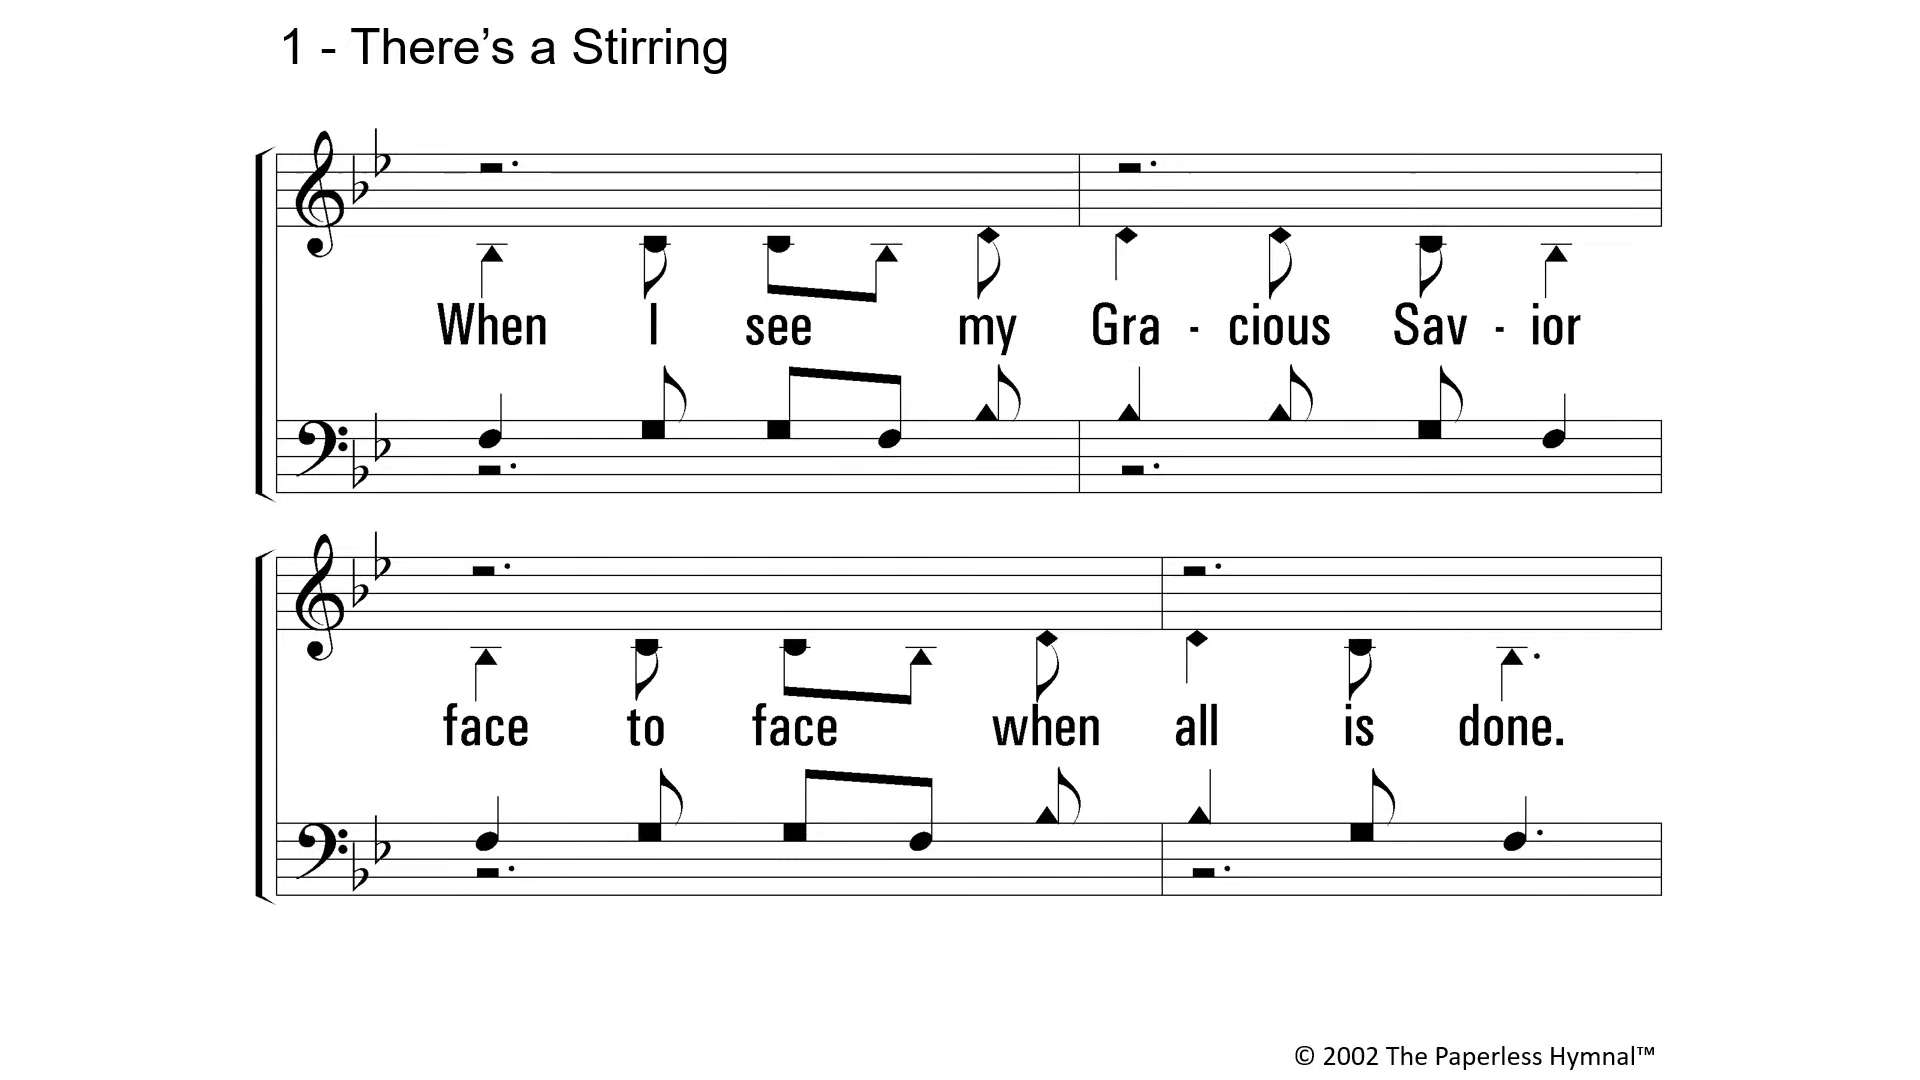 1 - There’s a Stirring
When I see my Gra - cious Sav - ior
face to face when all is done.
© 2002 The Paperless Hymnal™